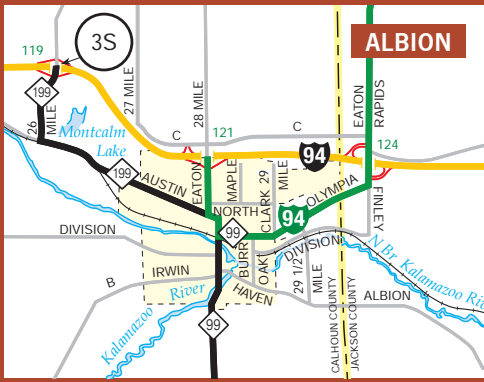 ALBION
119
3S
199
26
MILE
27 MILE
28 MILE
C
121
C
94
EATON
RAPIDS
124
Montcalm
Lake
199
AUSTIN
EATON
MAPLE
CLARK
29
MILE
OLYMPIA
94
FINLEY
NORTH
99
DIVISION
BURR
OAK
DIVISION
29 1/2
MILE
N Br Kalamazoo Riv
B
IRWIN
HAVEN
ALBION
Kalamazoo
River
99
CALHOUN COUNTY
JACKSON COUNTY